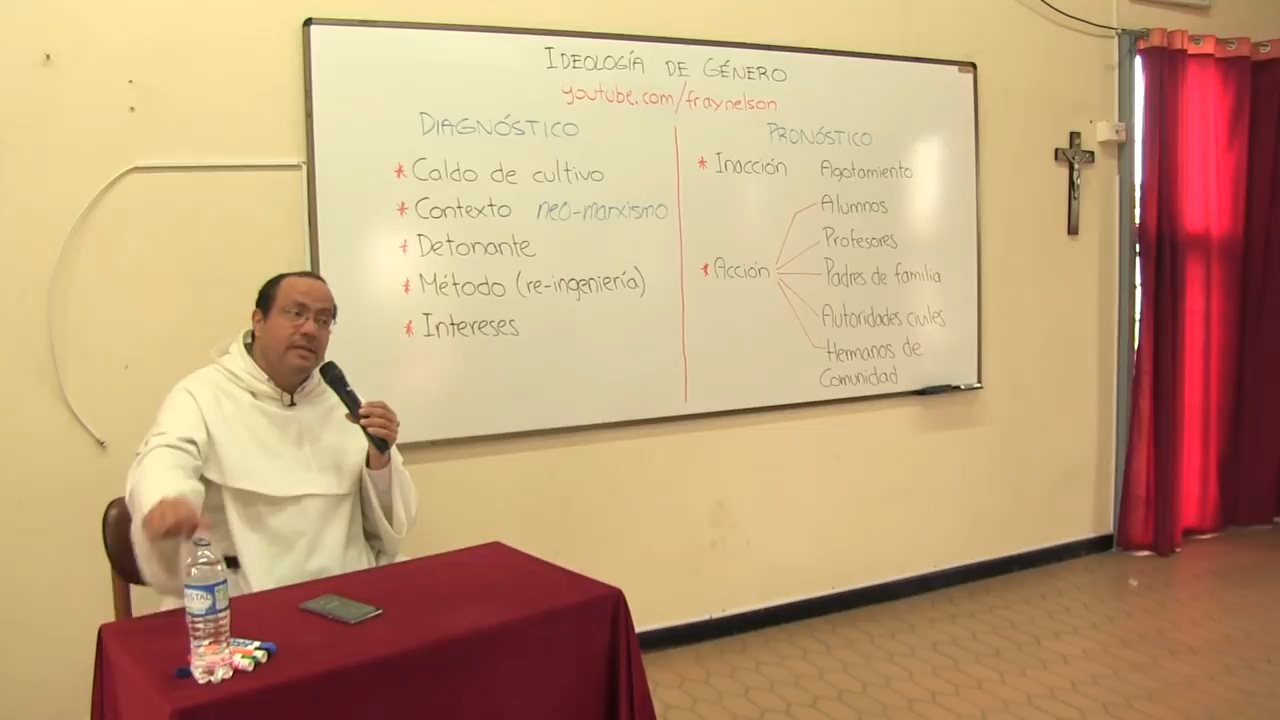 IDEOLOGÍA DE GÉNERO
youtube.com/fraynelson
DIAGNÓSTICO
* Caldo de cultivo
* Contexto neo-marxismo
* Detonante
* Método (re-ingeniería)
* Intereses
PRONÓSTICO
* Inacción Agotamiento
* Acción
Alumnos
Profesores
Padres de familia
Autoridades civiles
Hermanos de
Comunidad